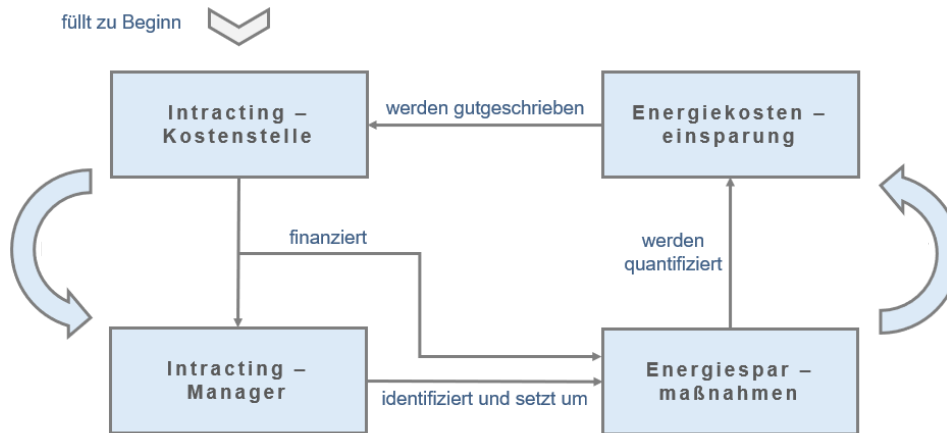 füllt zu Beginn
Intracting –
Kostenstelle
werden gutgeschrieben
Energiekosten –
einsparung
finanziert
werden
quantifiziert
Intracting –
Manager
identifiziert und setzt um
Energiespar –
maßnahmen